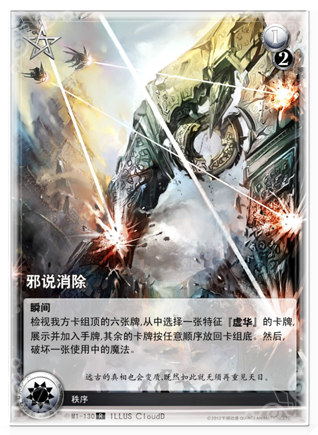 1
2
邪说消除
瞬间
检视我方卡组顶的六张牌,从中选择一张特征『虚华』的卡牌,
展示并加入手牌,其余的卡牌按任意顺序放回卡组底。然后,
破坏一张使用中的魔法。
远古的真相也会变质,既然如此就无须再重见天日。
秩序
M1-130 ILLUS CloudD